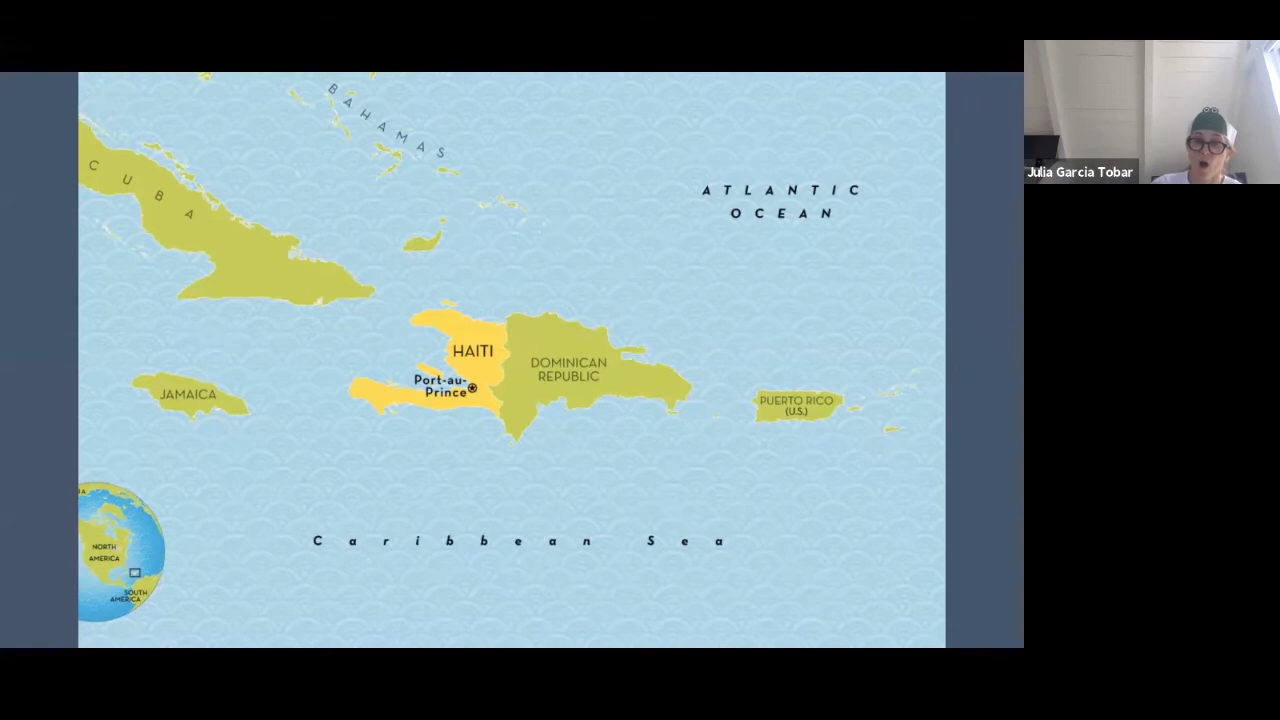 BAHAMAS
CUBA
ATLANTIC
OCEAN
HAITI
DOMINICAN
REPUBLIC
Port-au-
Prince
JAMAICA
PUERTO RICO
(U.S.)
Caribbean Sea
NORTH
AMERICA
SOUTH
AMERICA
Julia Garcia Tobar